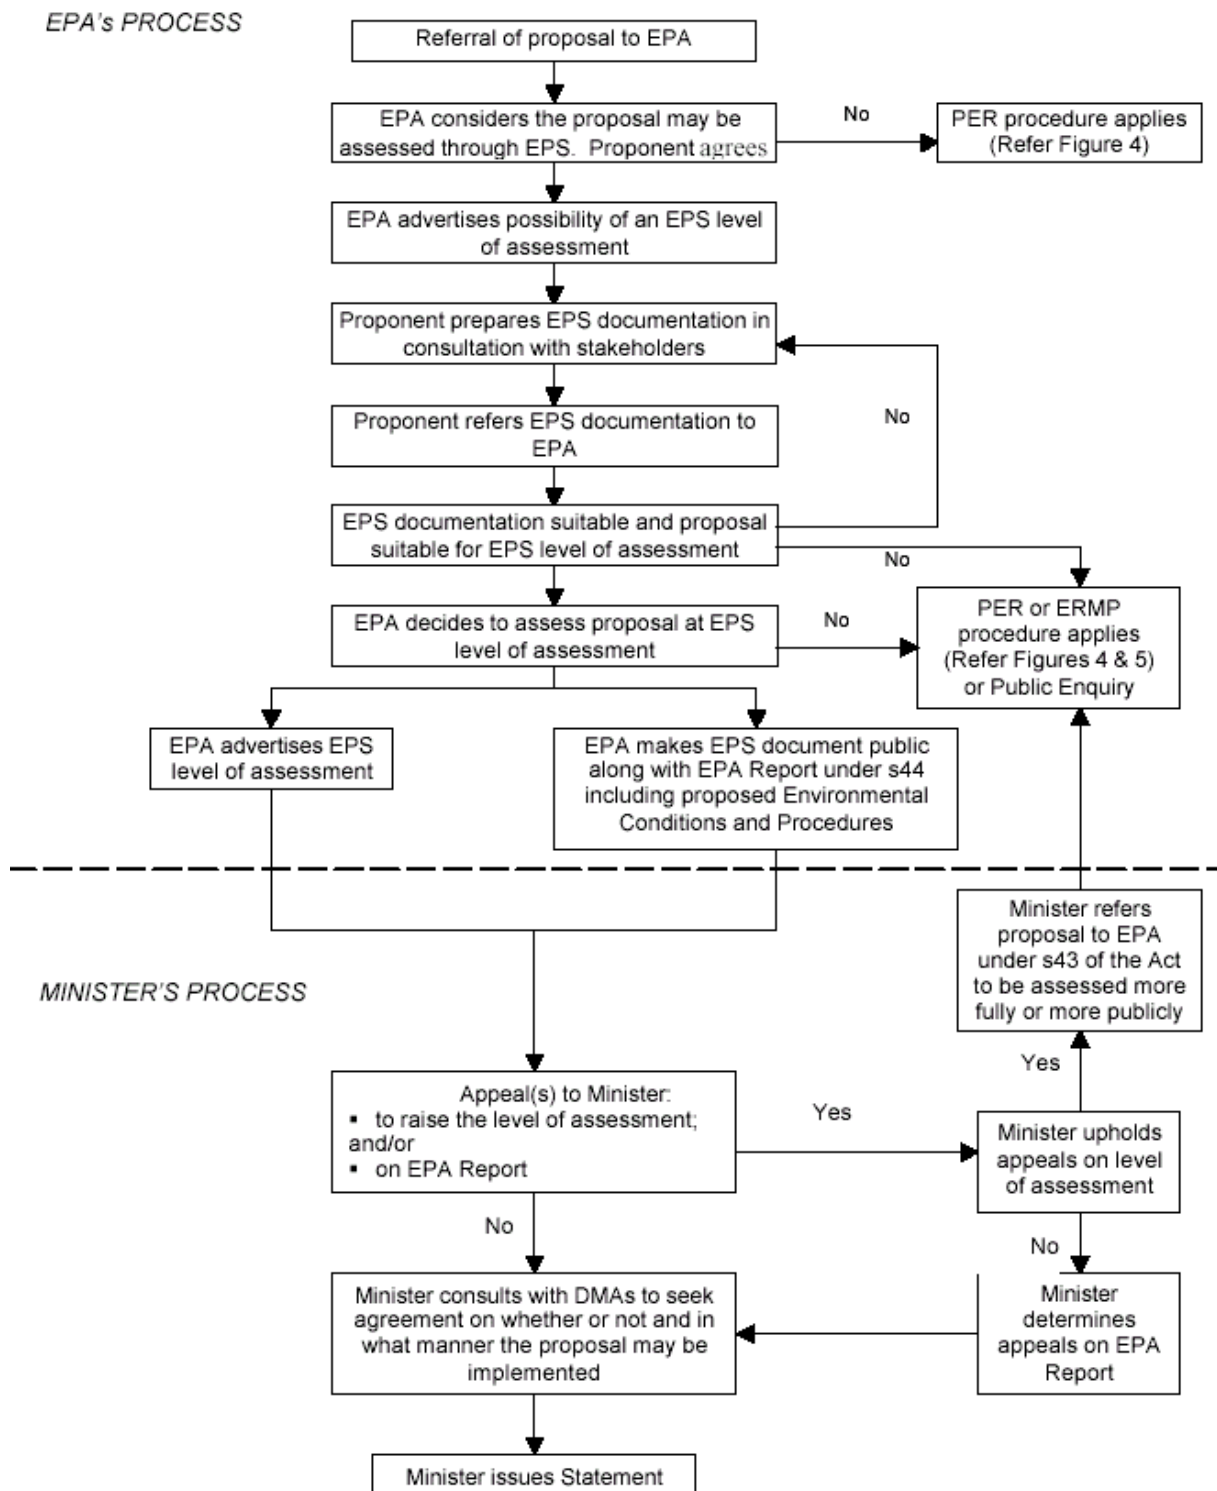 EPA's PROCESS
Referral of proposal to EPA
EPA considers the proposal may be
assessed through EPS. Proponent agrees
No
PER procedure applies
(Refer Figure 4)
EPA advertises possibility of an EPS level
of assessment
Proponent prepares EPS documentation in
consultation with stakeholders
No
Proponent refers EPS documentation to
EPA
EPS documentation suitable and proposal
suitable for EPS level of assessment
No
EPA decides to assess proposal at EPS
level of assessment
No
PER or ERMP
procedure applies
(Refer Figures 4 & 5)
or Public Enquiry
EPA advertises EPS
level of assessment
EPA makes EPS document public
along with EPA Report under s44
including proposed Environmental
Conditions and Procedures
MINISTER'S PROCESS
Minister refers
proposal to EPA
under s43 of the Act
to be assessed more
fully or more publicly
Yes
Appeal(s) to Minister:
▪ to raise the level of assessment;
and/or
▪ on EPA Report
Yes
Minister upholds
appeals on level
of assessment
No
No
Minister consults with DMAs to seek
agreement on whether or not and in
what manner the proposal may be
implemented
Minister
determines
appeals on EPA
Report
Minister issues Statement